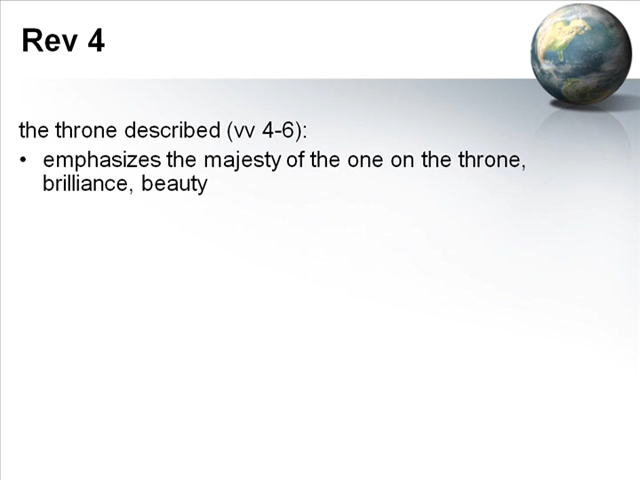 Rev 4
the throne described (vv 4-6):
• emphasizes the majesty of the one on the throne,
brilliance, beauty